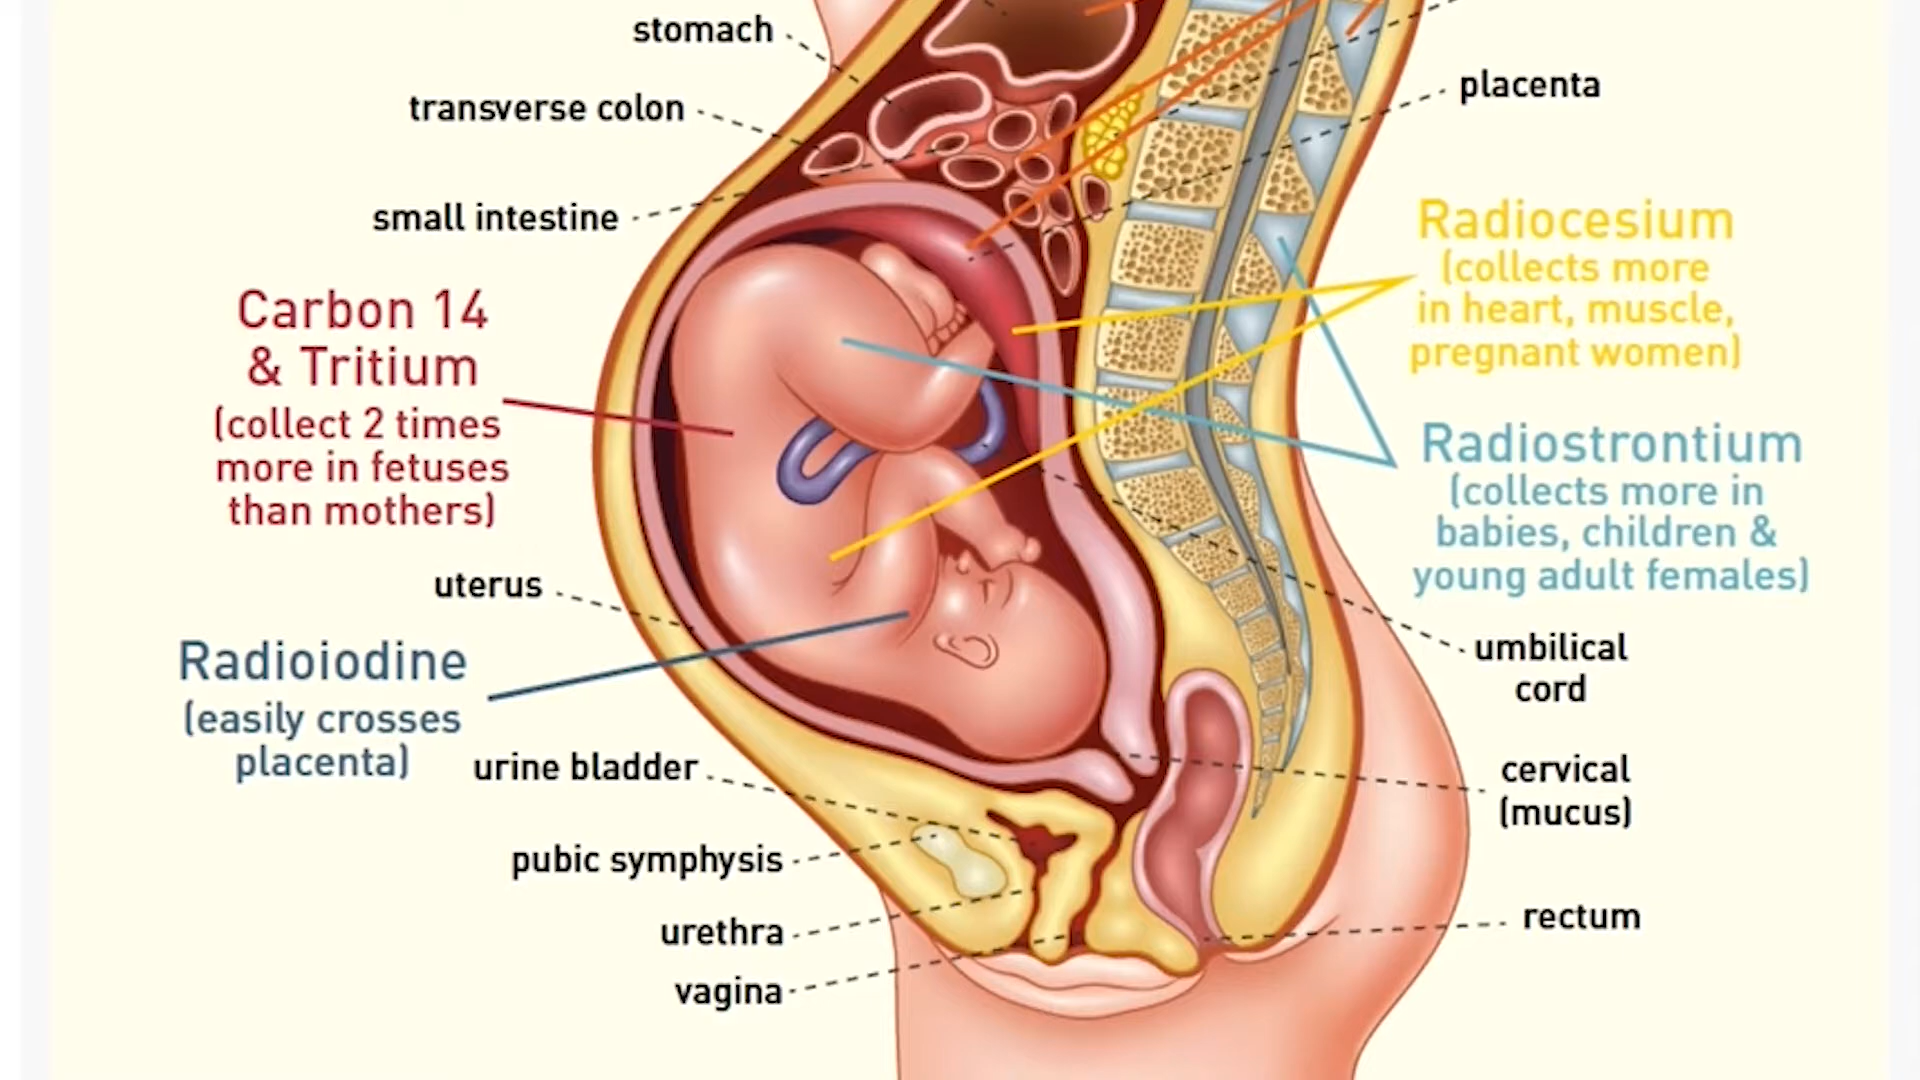 stomach
transverse colon
small intestine
Carbon 14
& Tritium
(collect 2 times
more in fetuses
than mothers)
uterus
Radioiodine
(easily crosses
placenta)
urine bladder
pubic symphysis
urethra
vagina
placenta
Radiocesium
(collects more
in heart, muscle,
pregnant women)
Radiostrontium
(collects more in
babies, children &
young adult females)
umbilical
cord
cervical
(mucus)
rectum